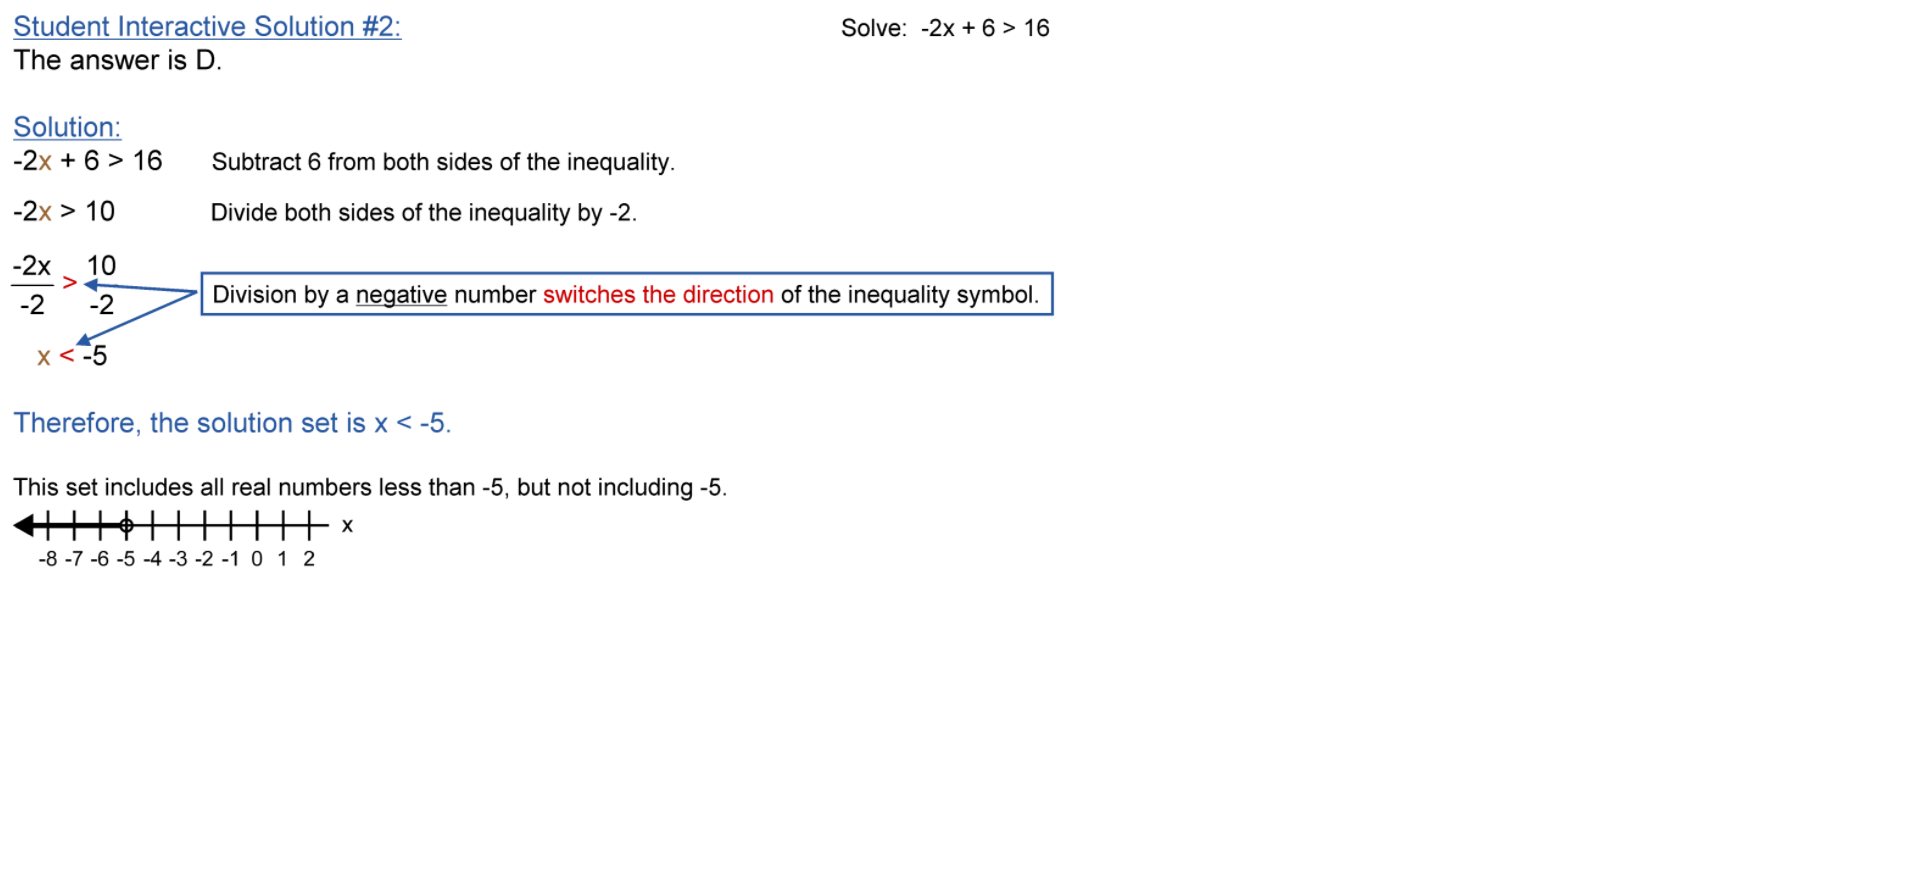 Student Interactive Solution #2:
Solve: -2x + 6 > 16
The answer is D.
Solution:
-2x + 6 > 16 Subtract 6 from both sides of the inequality.
-2x > 10 Divide both sides of the inequality by -2.
-2x 10
>
-2 -2
Division by a negative number switches the direction of the inequality symbol.
x < -5
Therefore, the solution set is x < -5.
This set includes all real numbers less than -5, but not including -5.
x
-8 -7 -6 -5 -4 -3 -2 -1 0 1 2